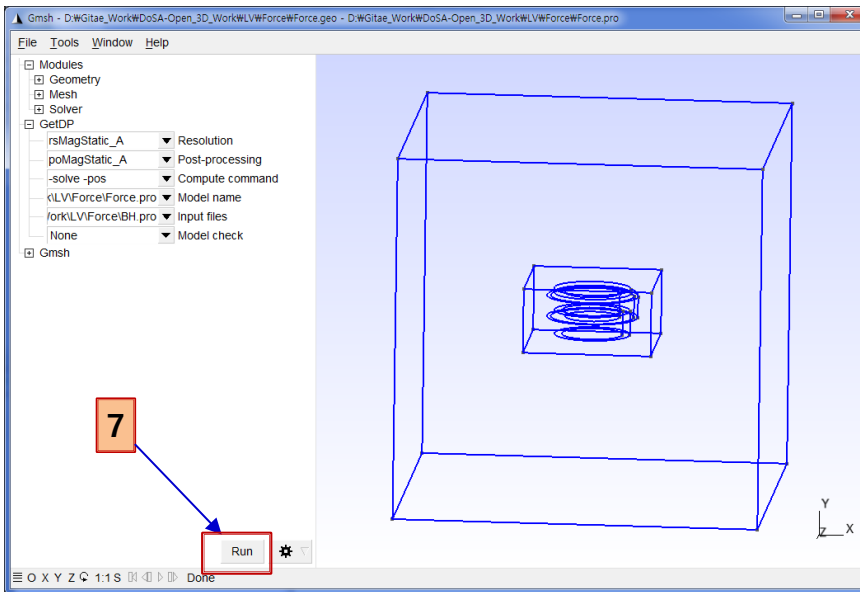 Gmsh - D:₩Gitae_Work₩DoSA-Open_3D_Work₩LV₩Force₩Force.geo - D:₩Gitae_Work₩DoSA-Open_3D_Work₩LV₩Force₩Force.pro
File Tools Window Help
Modules
Geometry
Mesh
Solver
GetDP
rsMagStatic_A Resolution
poMagStatic_A Post-processing
-solve -pos Compute command
k\LV\Force\Force.pro Model name
/ork\LV\Force\BH.pro Input files
None Model check
Gmsh
7
Run
Y
Z X
O X Y Z 1:1 S Done